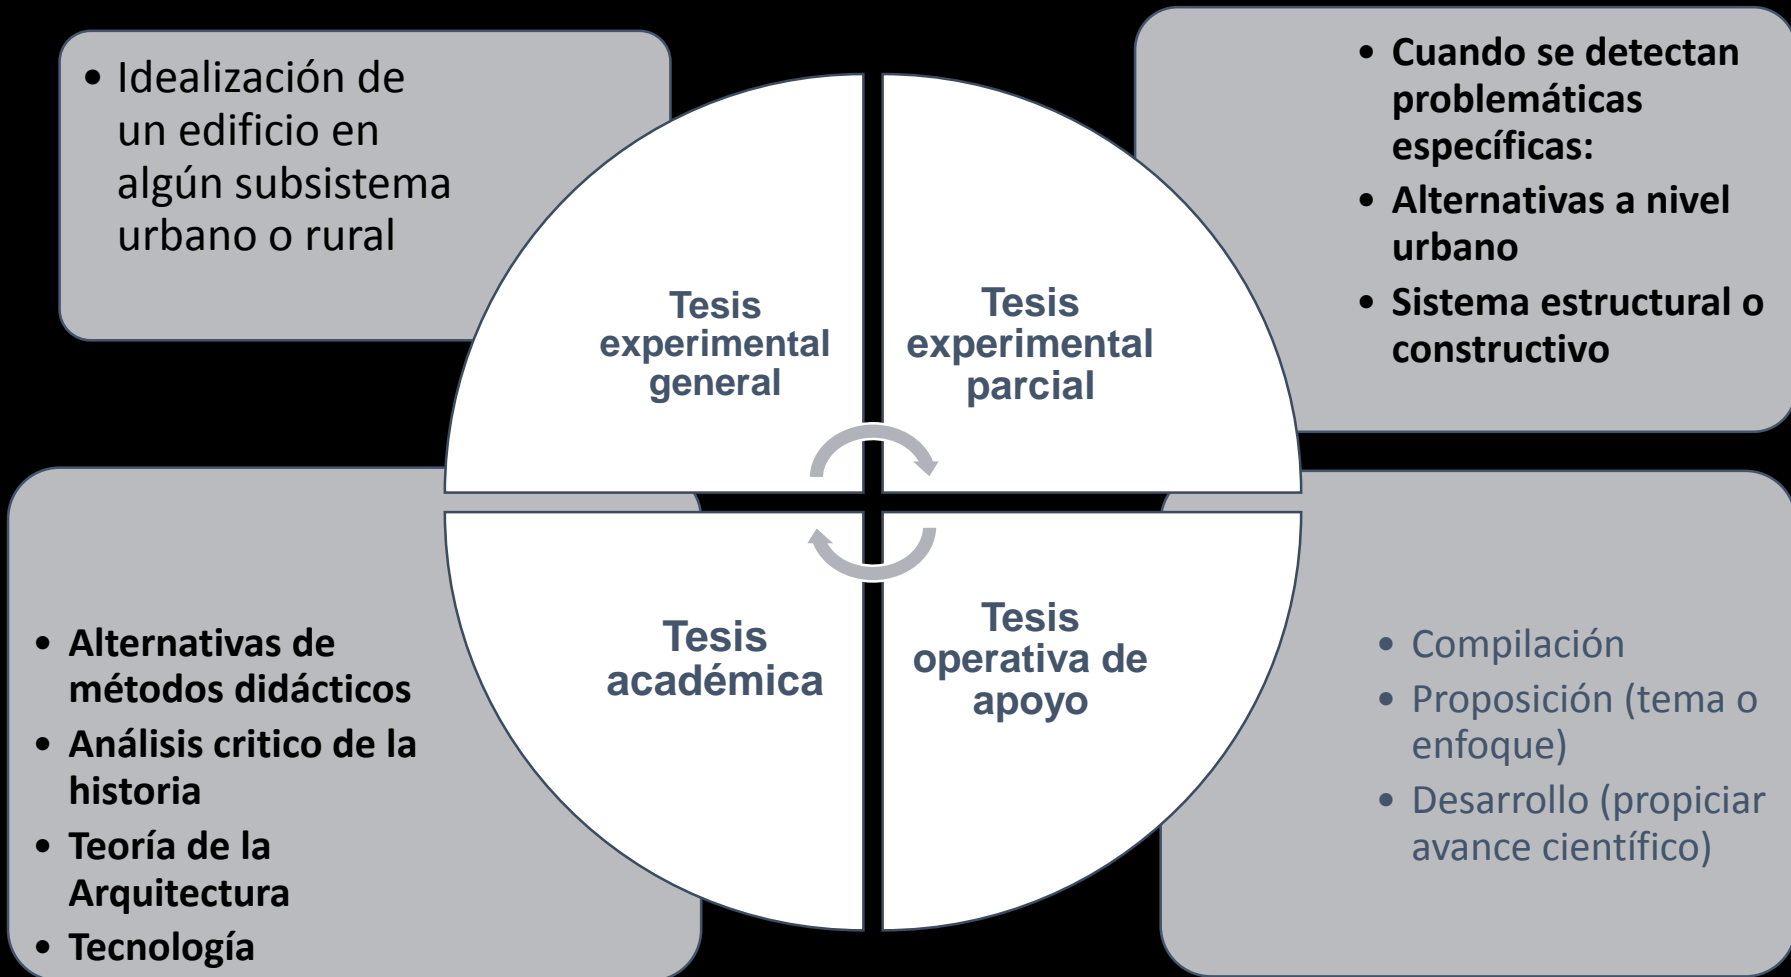 • Idealización de
un edificio en
algún subsistema
urbano o rural
Tesis
experimental
general
Tesis
experimental
parcial
• Cuando se detectan
problemáticas
específicas:
• Alternativas a nivel
urbano
• Sistema estructural o
constructivo
• Alternativas de
métodos didácticos
• Análisis critico de la
historia
• Teoría de la
Arquitectura
• Tecnología
Tesis
académica
Tesis
operativa de
apoyo
• Compilación
• Proposición (tema o
enfoque)
• Desarrollo (propiciar
avance científico)